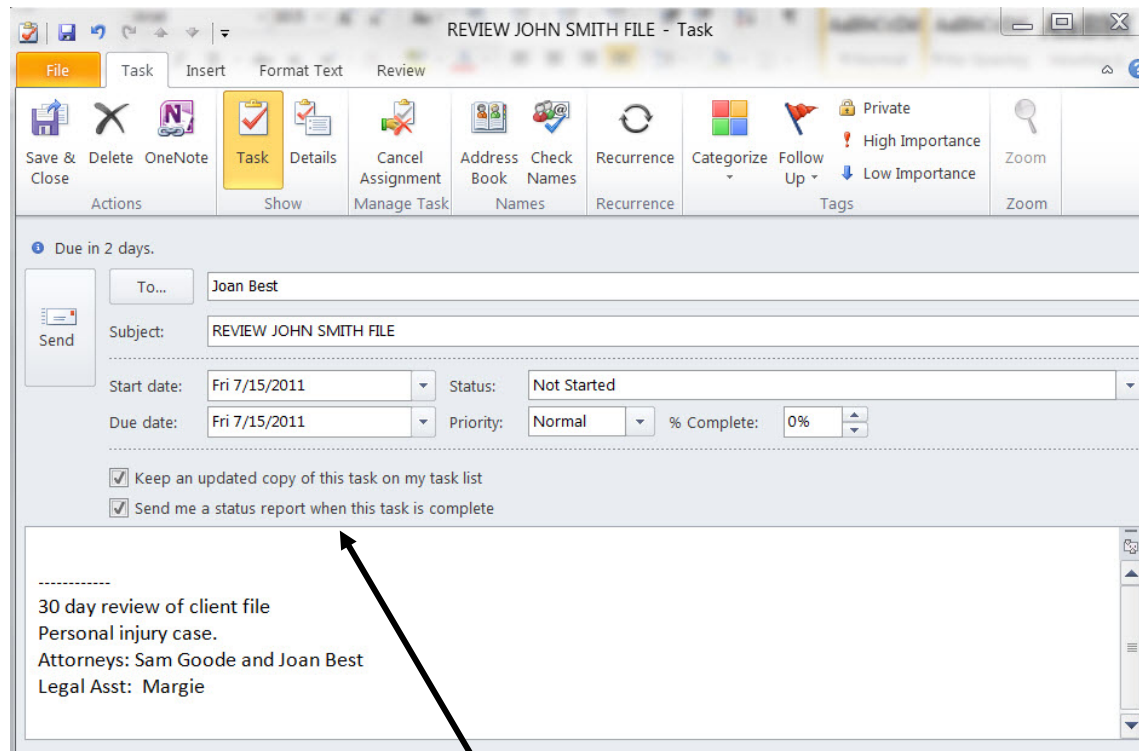 REVIEW JOHN SMITH FILE - Task
File Task Insert Format Text Review
Save & Close Delete OneNote Task Details Cancel Assignment Address Book Check Names Recurrence Categorize Follow Up Private
High Importance
Low Importance
Zoom
Actions Show Manage Task Names Recurrence Tags Zoom
Due in 2 days.
To... Joan Best
Send
Subject: REVIEW JOHN SMITH FILE
Start date: Fri 7/15/2011 Status: Not Started
Due date: Fri 7/15/2011 Priority: Normal % Complete: 0%
Keep an updated copy of this task on my task list
Send me a status report when this task is complete
------------
30 day review of client file
Personal injury case.
Attorneys: Sam Goode and Joan Best
Legal Asst: Margie